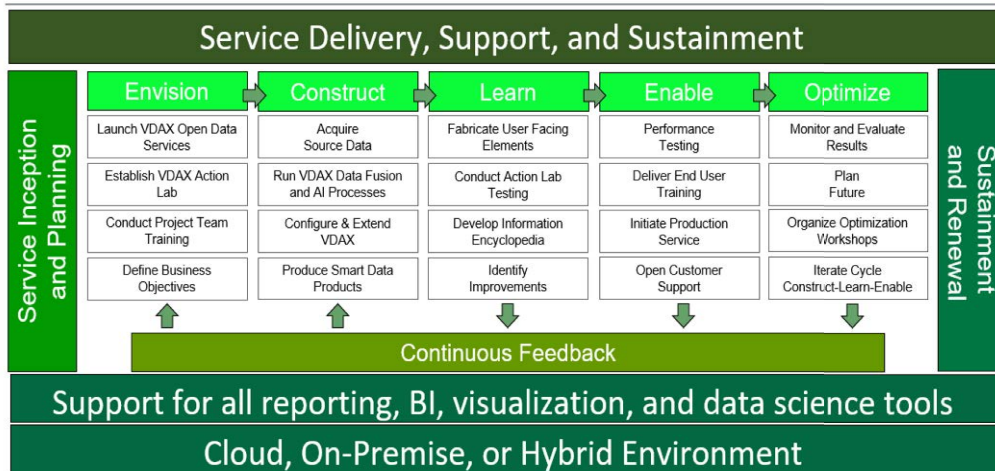 Service Delivery, Support, and Sustainment
Service Inception
and Planning
Envision
Construct
Learn
Enable
Optimize
Launch VDAX Open Data
Services
Establish VDAX Action
Lab
Conduct Project Team
Training
Define Business
Objectives
Acquire
Source Data
Run VDAX Data Fusion
and AI Processes
Configure & Extend
VDAX
Produce Smart Data
Products
Fabricate User Facing
Elements
Conduct Action Lab
Testing
Develop Information
Encyclopedia
Identify
Improvements
Performance
Testing
Deliver End User
Training
Initiate Production
Service
Open Customer
Support
Monitor and Evaluate
Results
Plan
Future
Organize Optimization
Workshops
Iterate Cycle
Construct-Learn-Enable
Sustainment
and Renewal
Continuous Feedback
Support for all reporting, BI, visualization, and data science tools
Cloud, On-Premise, or Hybrid Environment